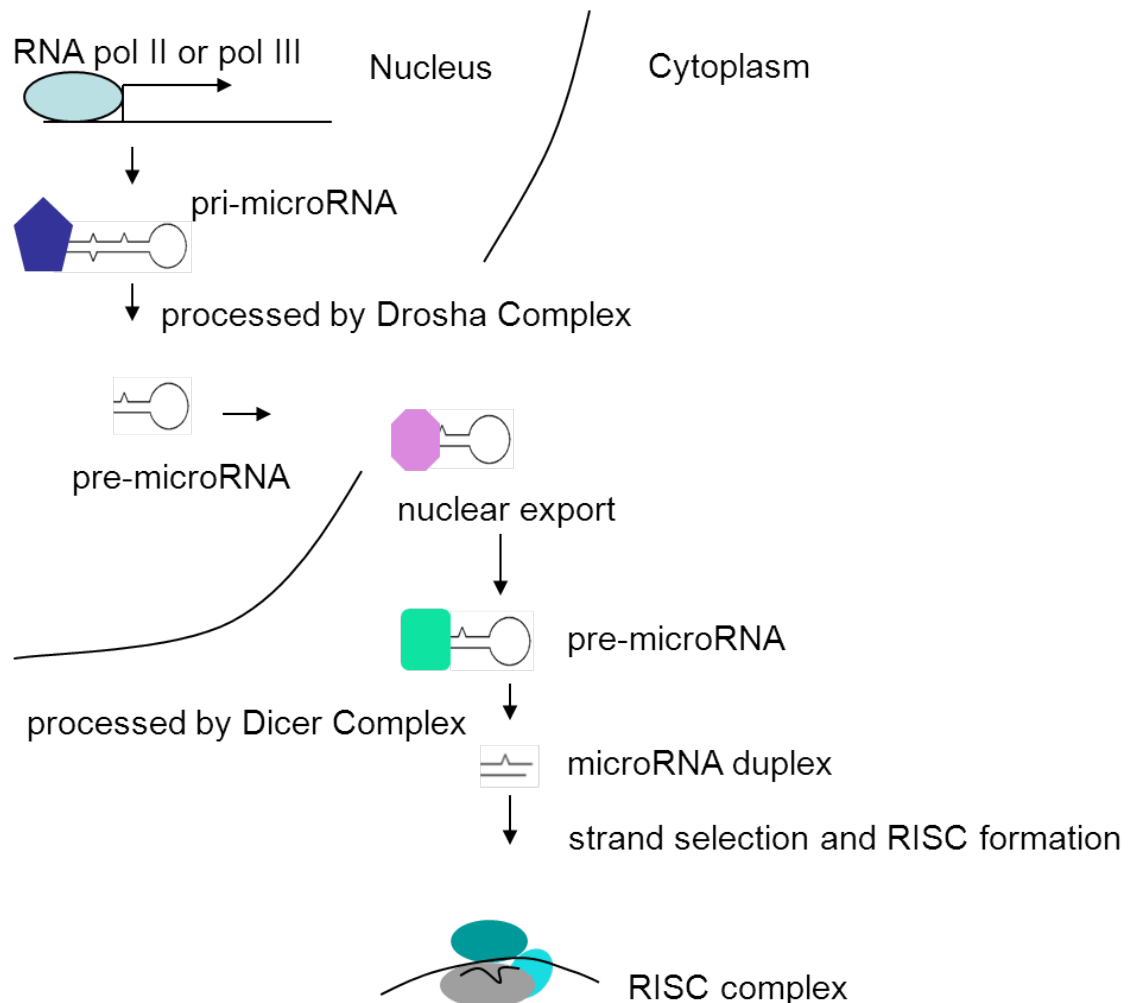 RNA pol II or pol III
Nucleus
Cytoplasm
pri-microRNA
processed by Drosha Complex
pre-microRNA
nuclear export
pre-microRNA
processed by Dicer Complex
microRNA duplex
strand selection and RISC formation
RISC complex